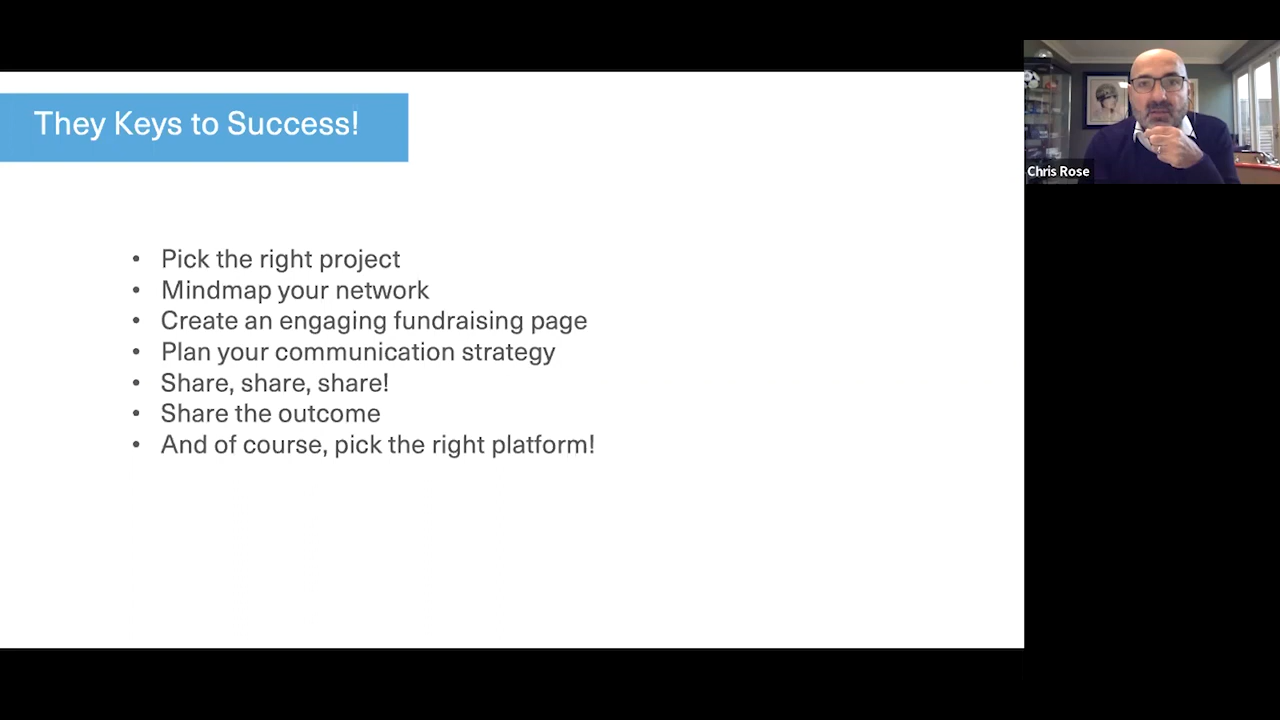 They Keys to Success!
• Pick the right project
• Mindmap your network
• Create an engaging fundraising page
• Plan your communication strategy
• Share, share, share!
• Share the outcome
• And of course, pick the right platform!
Chris Rose